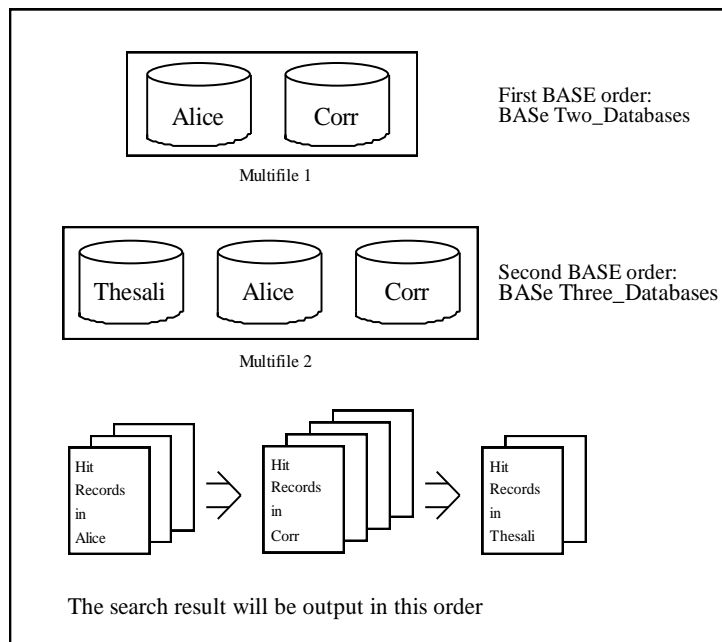 Alice Corr
First BASE order:
BASe Two_Databases
Multifile 1
Thesali Alice Corr
Second BASE order:
BASe Three_Databases
Multifile 2
Hit
Records
in
Alice
Hit
Records
in
Corr
Hit
Records
in
Thesali
The search result will be output in this order